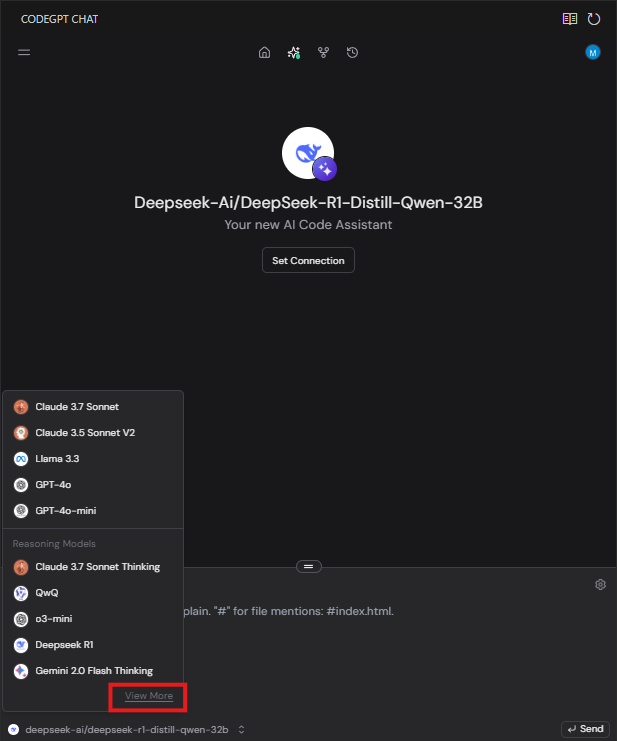 CODEGPT CHAT
M
Deepseek-Ai/DeepSeek-R1-Distill-Qwen-32B
Your new AI Code Assistant
Set Connection
Claude 3.7 Sonnet
Claude 3.5 Sonnet V2
Llama 3.3
GPT-4o
GPT-4o-mini
Reasoning Models
Claude 3.7 Sonnet Thinking
QwQ
o3-mini
Deepseek R1
Gemini 2.0 Flash Thinking
View More
plain. "#" for file mentions: #index.html.
deepseek-ai/deepseek-r1-distill-qwen-32b
Send